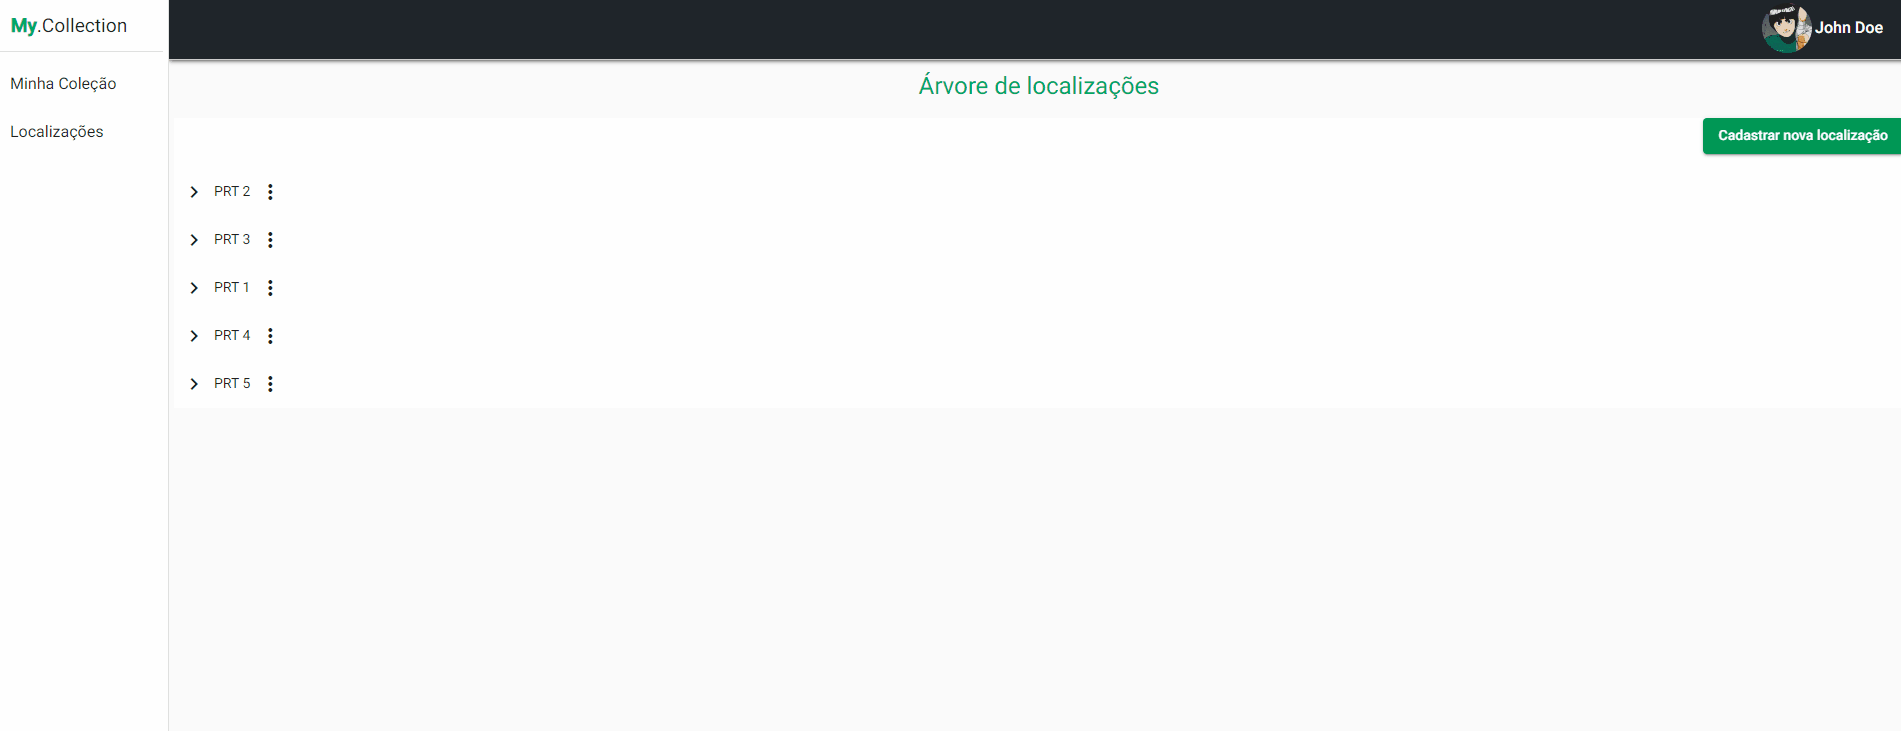 My.Collection
John Doe
Minha Coleção
Localizações
Árvore de localizações
Cadastrar nova localização
PRT 2
PRT 3
PRT 1
PRT 4
PRT 5